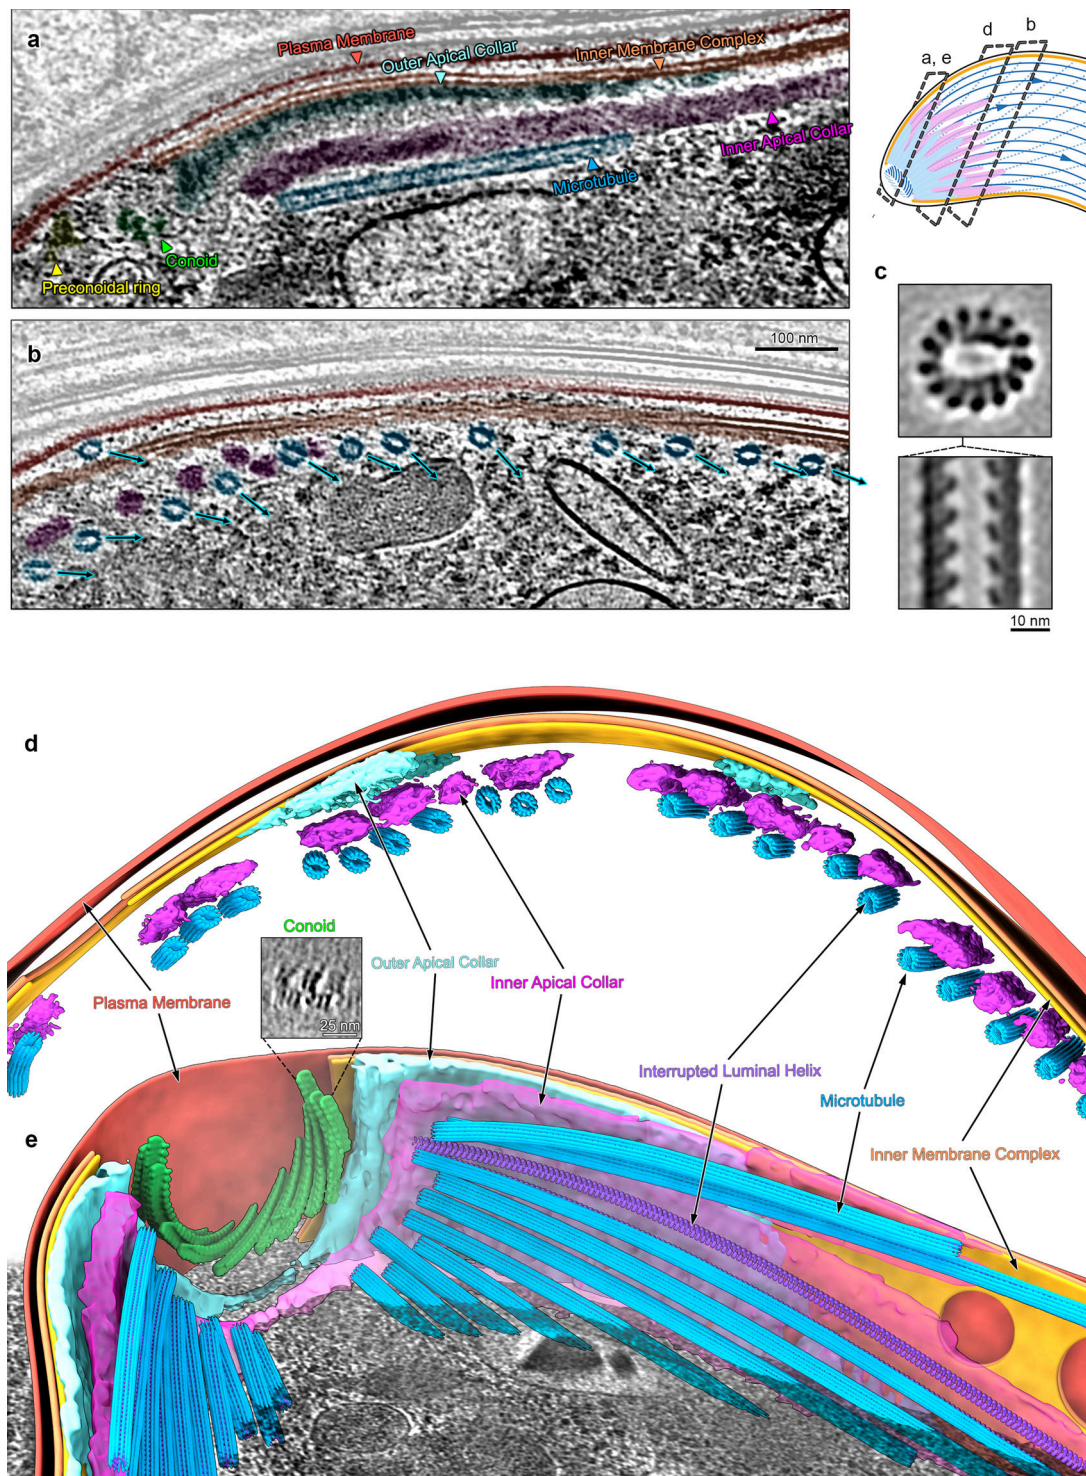 a
Plasma Membrane
Outer Apical Collar
Inner Membrane Complex
Inner Apical Collar
Microtubule
Conoid
Preconoidal ring
a, e
d
b
b
100 nm
c
10 nm
d
Conoid
25 nm
Plasma Membrane
Outer Apical Collar
Inner Apical Collar
Interrupted Luminal Helix
Microtubule
Inner Membrane Complex
e